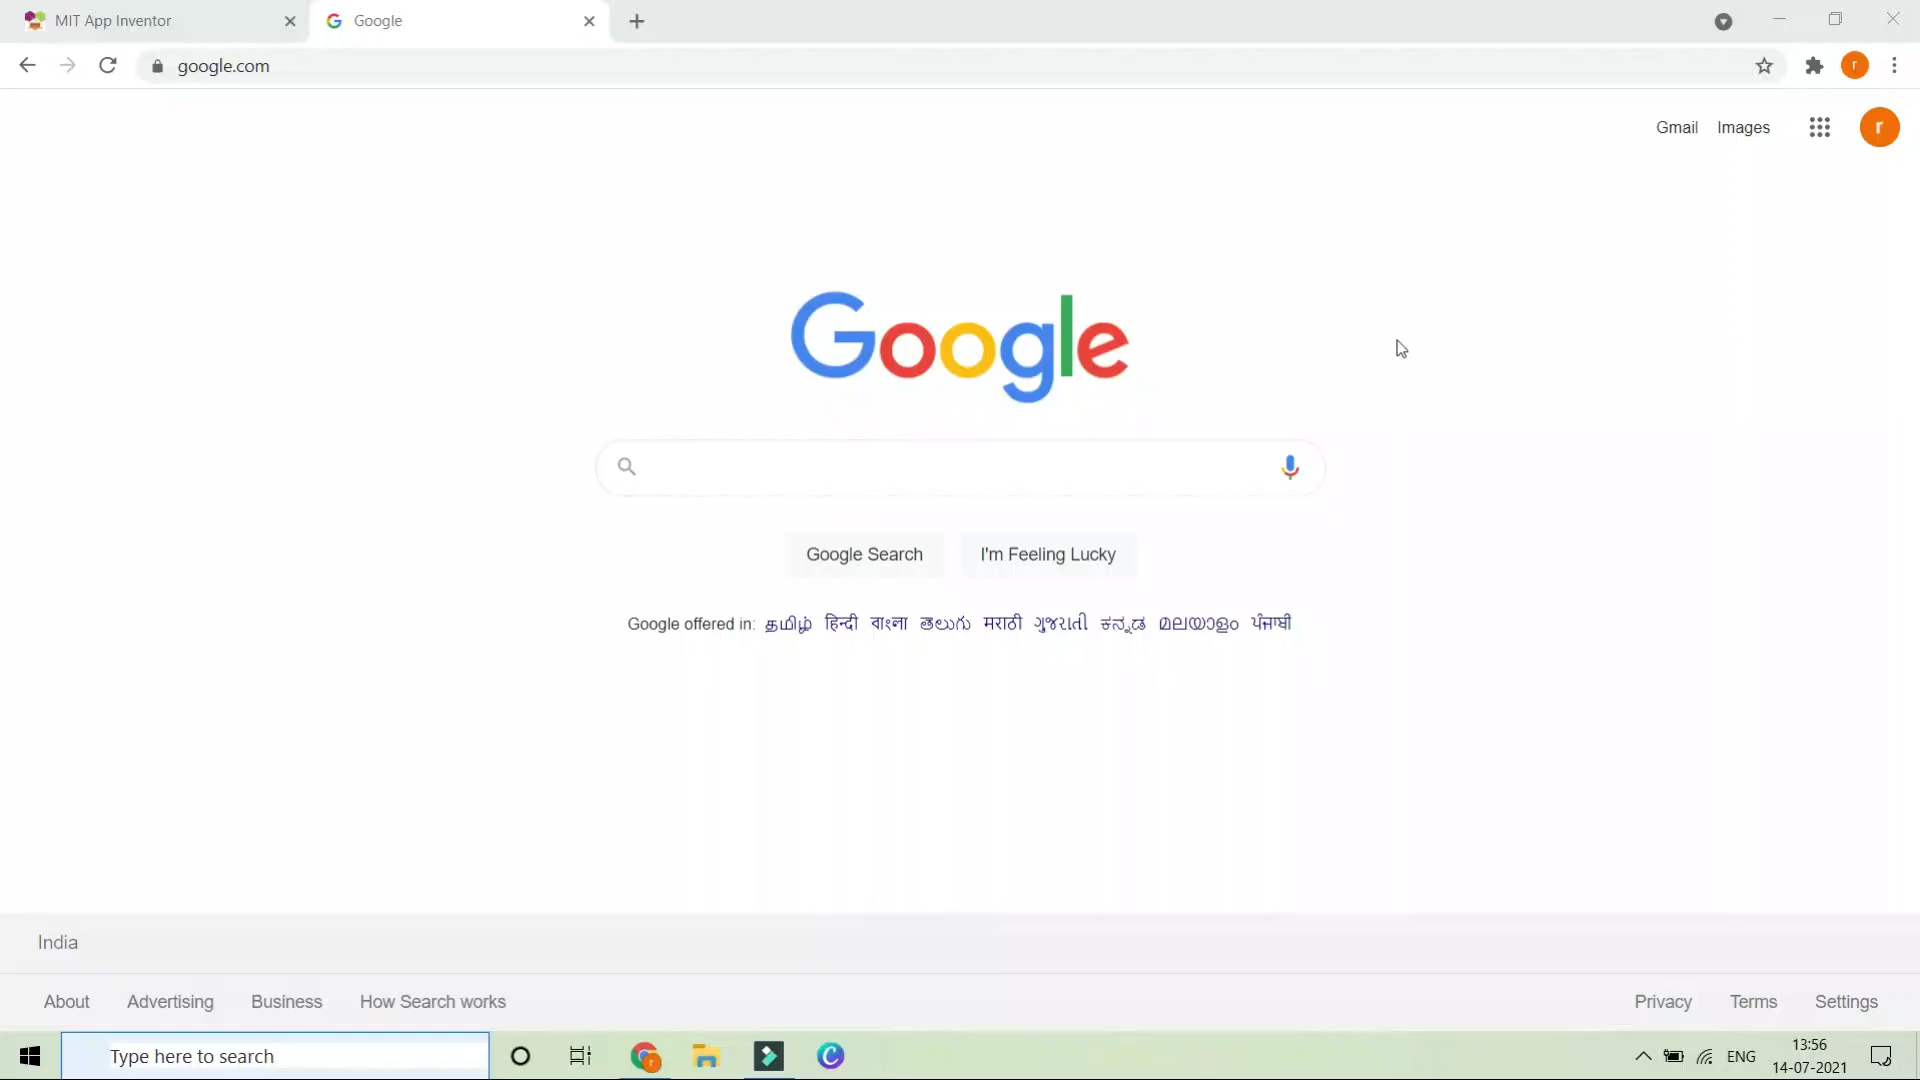 MIT App Inventor
Google
google.com
r
Gmail Images
r
Google
Google Search I'm Feeling Lucky
Google offered in: தமிழ் हिन्दी বাংলা తెలుగు मराठी ગુજરાતી ಕನ್ನಡ മലയാളം ਪੰਜਾਬੀ
India
About Advertising Business How Search works Privacy Terms Settings
Type here to search
ENG
13:56
14-07-2021